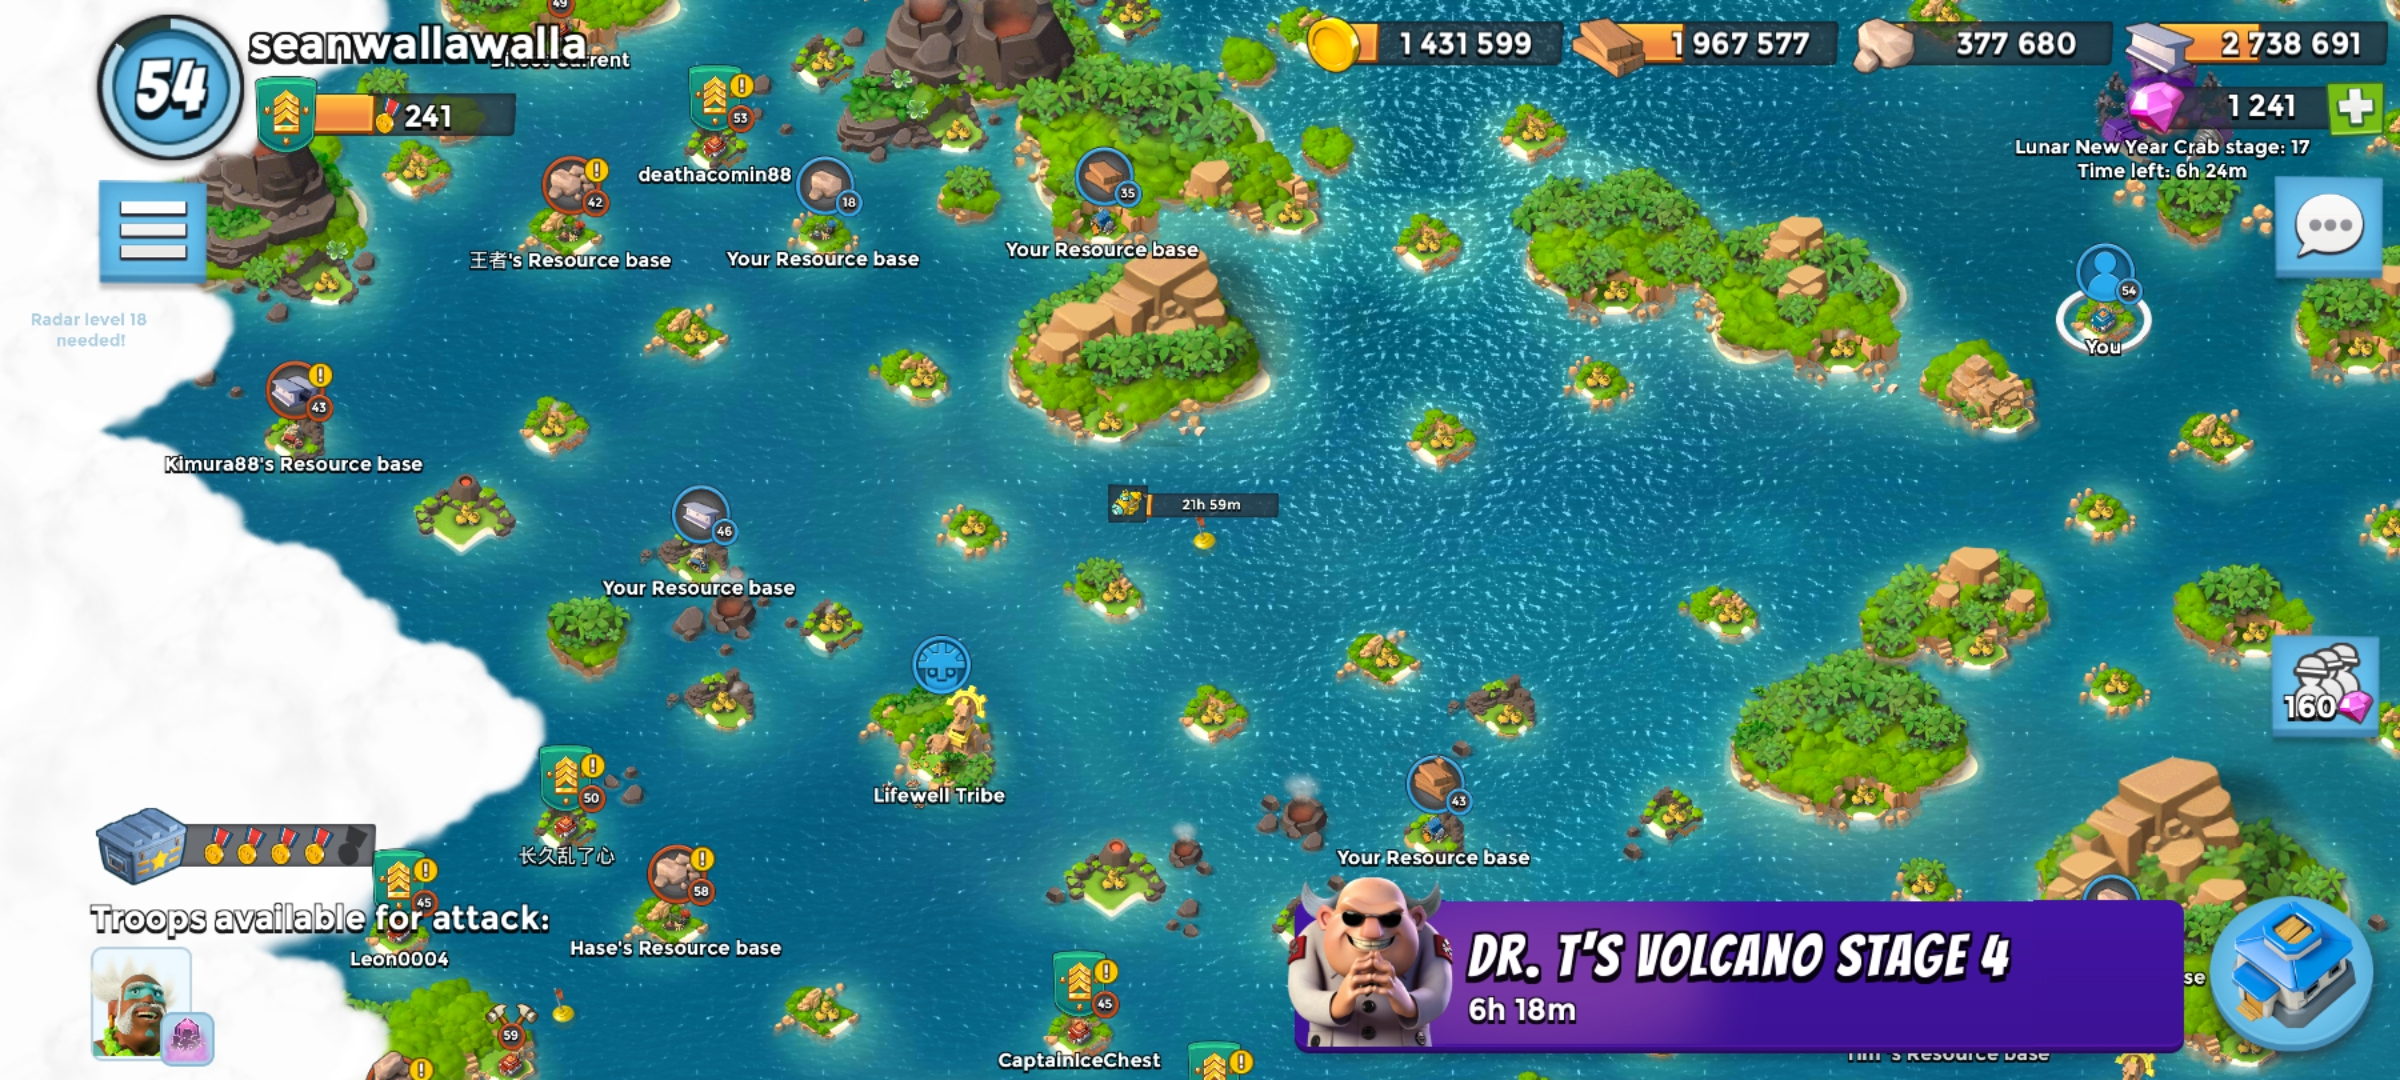 49
54
seanwallawalla
241
1 431 599
1 967 577
377 680
2 738 691
1 241
Lunar New Year Crab stage: 17
Time left: 6h 24m
53
deathacomin88
42
王者's Resource base
18
Your Resource base
35
Your Resource base
54
You
Radar level 18
needed!
43
Kimura88's Resource base
46
Your Resource base
21h 59m
160
Lifewell Tribe
50
长久乱了心
43
Your Resource base
45
Leon0004
58
Hase's Resource base
Troops available for attack:
45
CaptainIceChest
59
DR. T'S VOLCANO STAGE 4
6h 18m